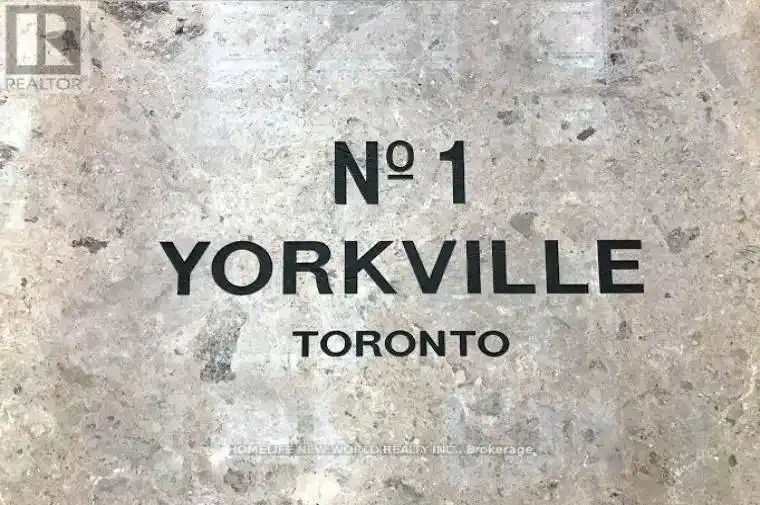 REALTOR
Nº 1
YORKVILLE
TORONTO
HOMELIFE NEW WORLD REALTY INC., Brokerage